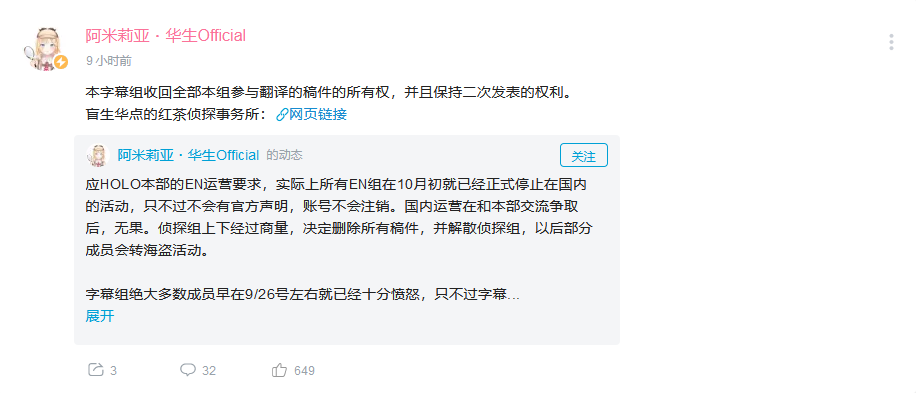 阿米莉亚·华生Official
9 小时前
本字幕组收回全部本组参与翻译的稿件的所有权，并且保持二次发表的权利。
盲生华点的红茶侦探事务所： 网页链接
阿米莉亚·华生Official 的动态
关注
应HOLO本部的EN运营要求，实际上所有EN组在10月初就已经正式停止在国内
的活动，只不过不会有官方声明，账号不会注销。国内运营在和本部交流争取
后，无果。侦探组上下经过商量，决定删除所有稿件，并解散侦探组，以后部分
成员会转海盗活动。
字幕组绝大多数成员早在9/26号左右就已经十分愤怒，只不过字幕...
展开
3
32
649